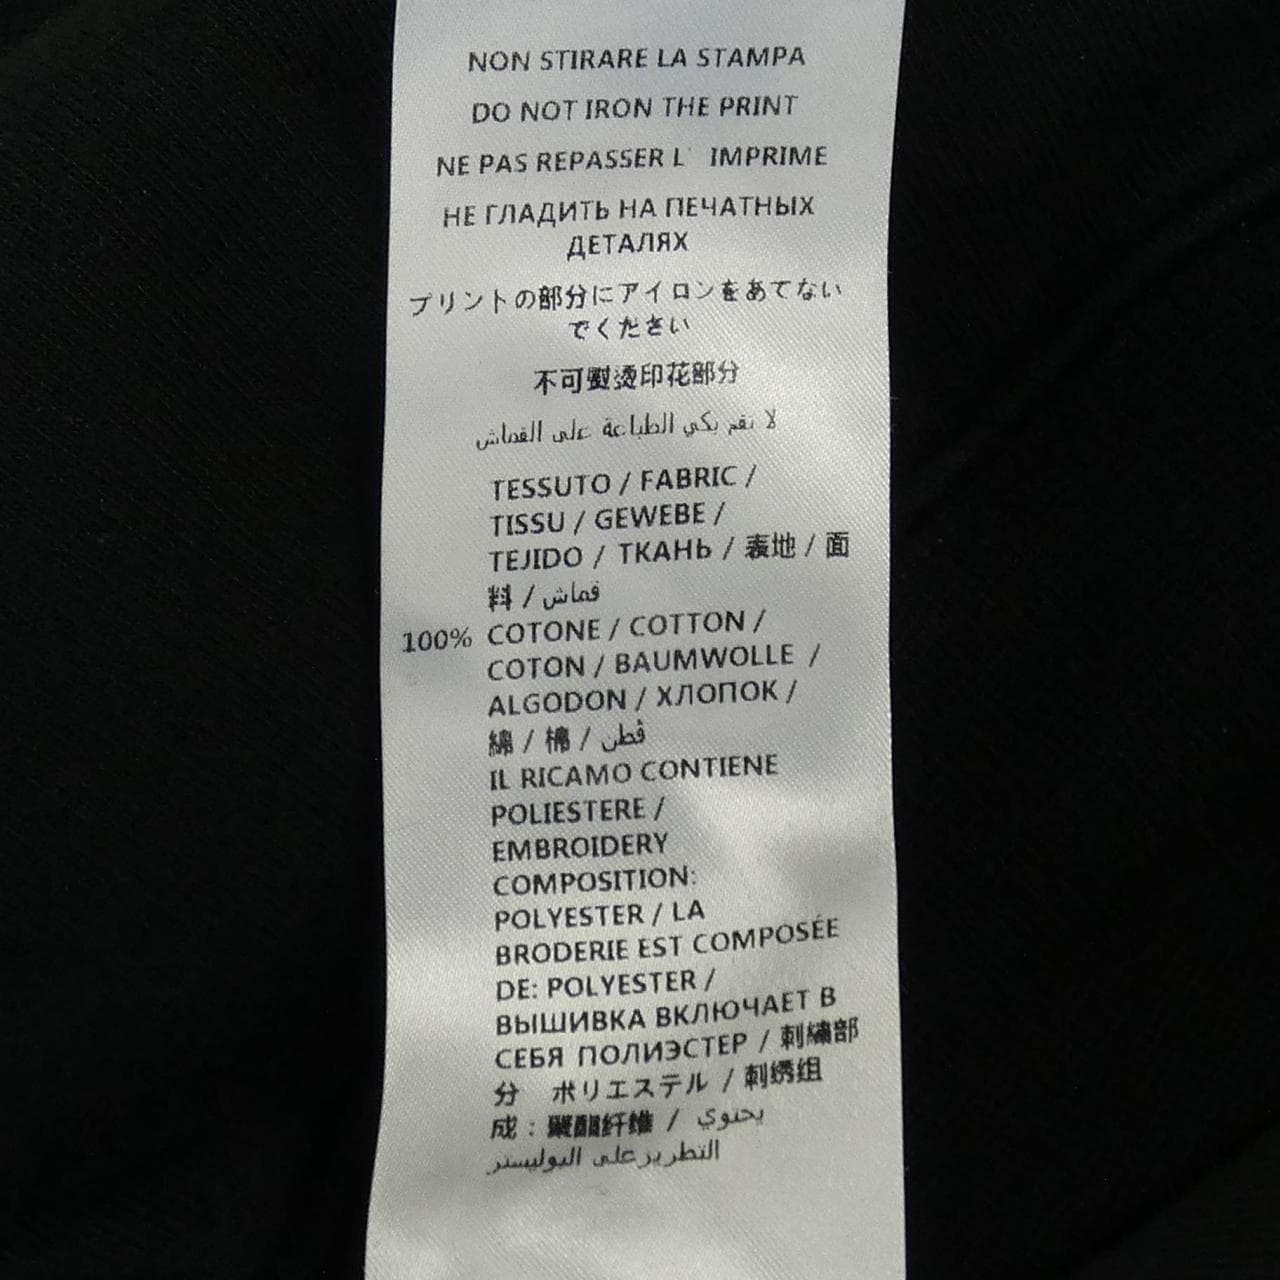 NON STIRARE LA STAMPA
DO NOT IRON THE PRINT
NE PAS REPASSER L' IMPRIME
НЕ ГЛАДИТЬ НА ПЕЧАТНЫХ
ДЕТАЛЯХ
プリントの部分にアイロンをあてない
でください
不可熨烫印花部分
لا تقم بكي الطباعة على القماش
TESSUTO / FABRIC /
TISSU / GEWEBE /
TEJIDO / ТКАНЬ / 表地 / 面
料 / قماش
100% COTONE / COTTON /
COTON / BAUMWOLLE /
ALGODON / ХЛОПОК /
綿 / 棉 / قطن
IL RICAMO CONTIENE
POLIESTERE /
EMBROIDERY
COMPOSITION:
POLYESTER / LA
BRODERIE EST COMPOSÉE
DE: POLYESTER /
ВЫШИВКА ВКЛЮЧАЕТ В
СЕБЯ ПОЛИЭСТЕР / 刺繍部
分 ポリエステル / 刺绣组
成 : 聚酯纤维 / يحتوي
التطريز على البوليستر